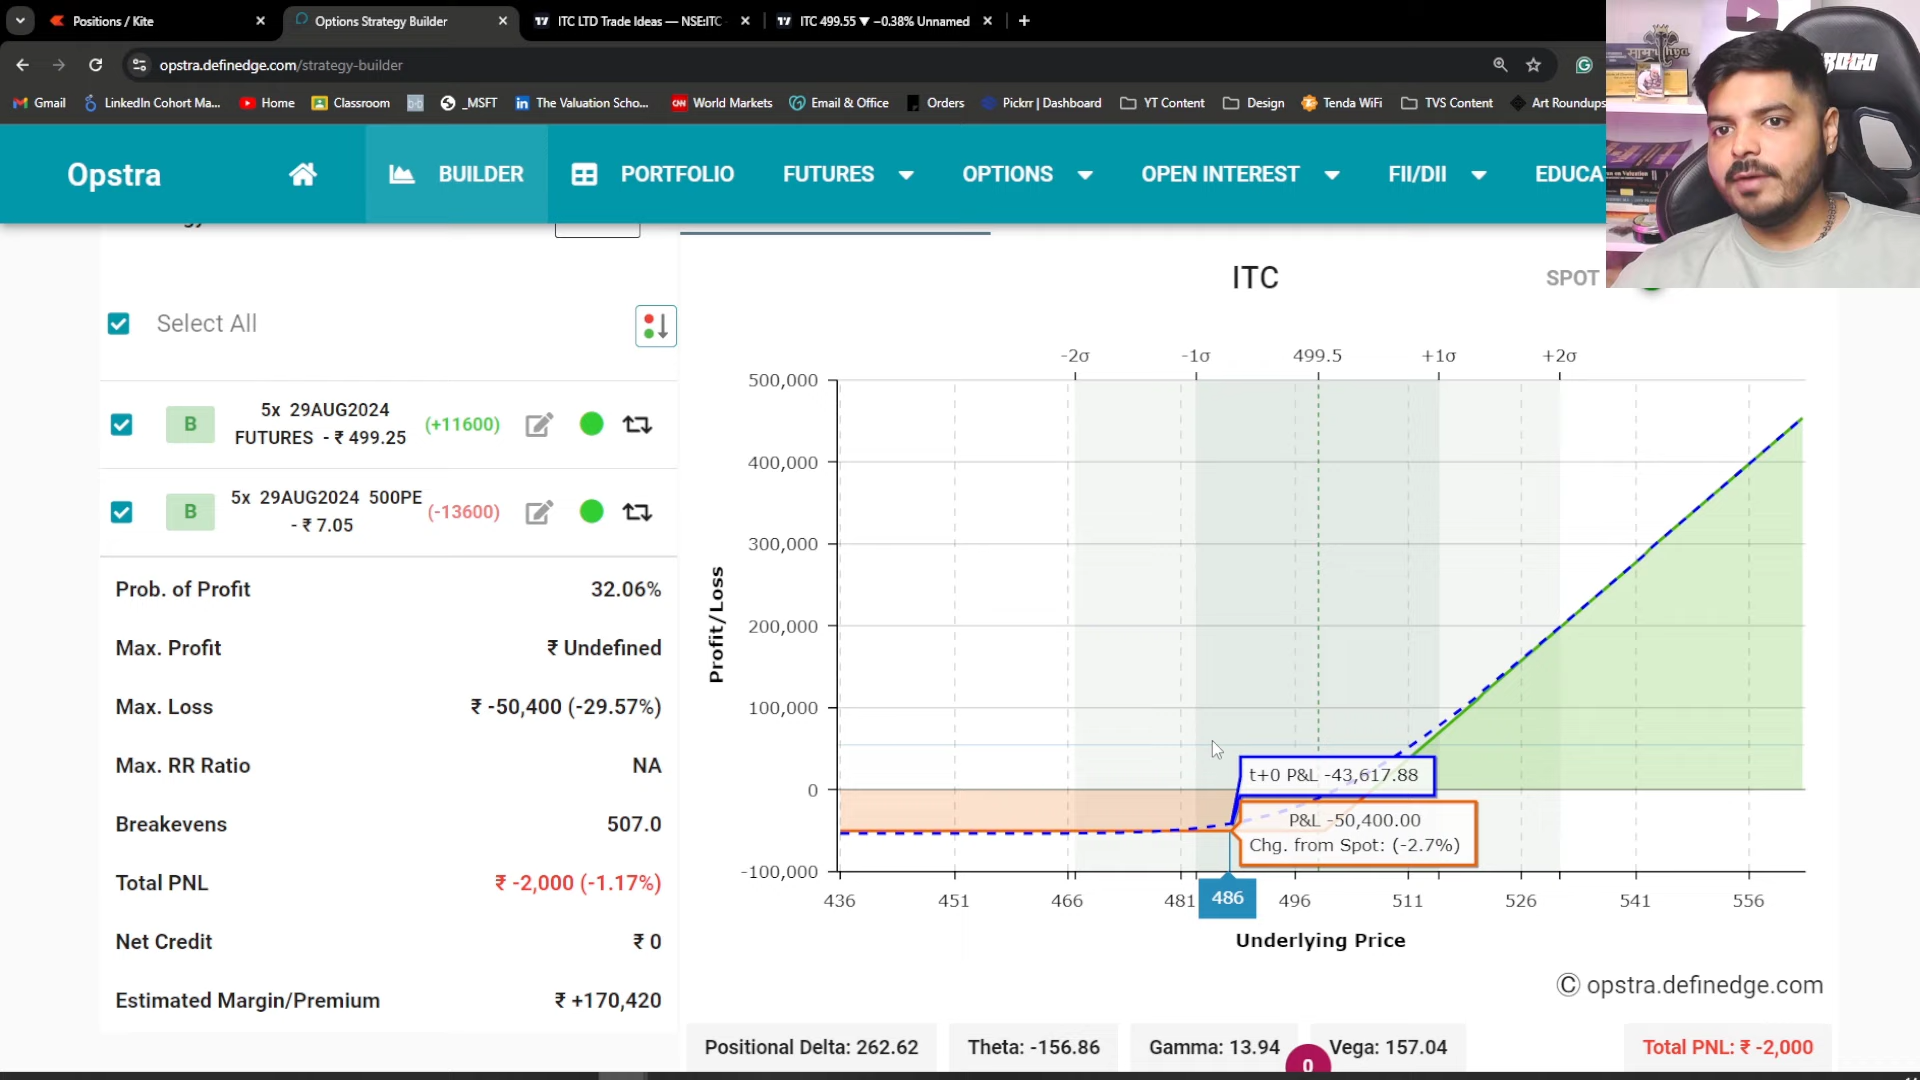 Positions / Kite
Options Strategy Builder
ITC LTD Trade Ideas — NSE:ITC
ITC 499.55 ▼ −0.38% Unnamed
opstra.definedge.com/strategy-builder
Gmail
LinkedIn Cohort Ma...
Home
Classroom
_MSFT
The Valuation Scho...
World Markets
Email & Office
Orders
Pickrr | Dashboard
YT Content
Design
Tenda WiFi
TVS Content
Art Roundups
Opstra
BUILDER
PORTFOLIO
FUTURES
OPTIONS
OPEN INTEREST
FII/DII
EDUCA
Select All
B
5x 29AUG2024
FUTURES - ₹ 499.25
(+11600)
B
5x 29AUG2024 500PE
- ₹ 7.05
(-13600)
Prob. of Profit 32.06%
Max. Profit ₹ Undefined
Max. Loss ₹ -50,400 (-29.57%)
Max. RR Ratio NA
Breakevens 507.0
Total PNL ₹ -2,000 (-1.17%)
Net Credit ₹ 0
Estimated Margin/Premium ₹ +170,420
ITC
SPOT
-2σ -1σ 499.5 +1σ +2σ
500,000
400,000
300,000
200,000
100,000
0
-100,000
Profit/Loss
t+0 P&L -43,617.88
P&L -50,400.00
Chg. from Spot: (-2.7%)
436 451 466 481 486 496 511 526 541 556
Underlying Price
© opstra.definedge.com
Positional Delta: 262.62
Theta: -156.86
Gamma: 13.94
Vega: 157.04
Total PNL: ₹ -2,000
0